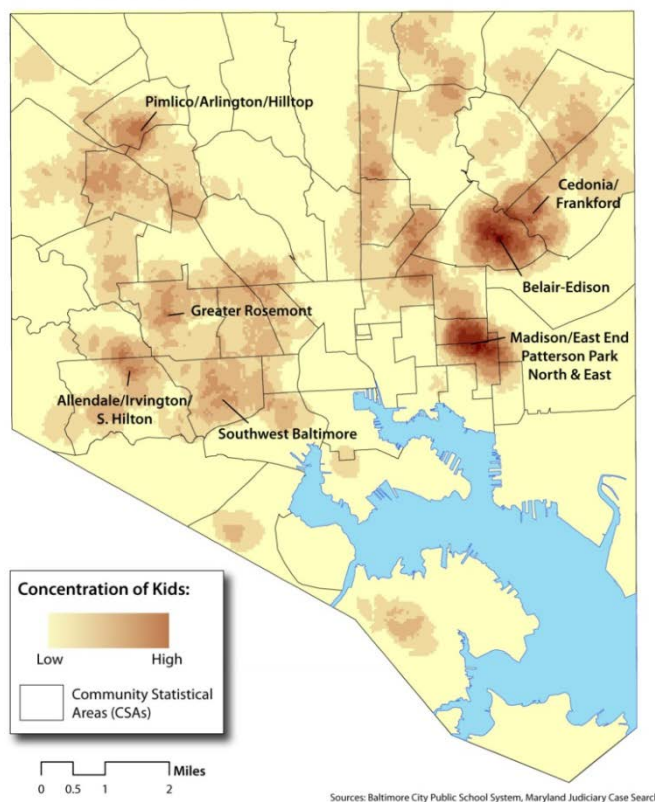 Pimlico/Arlington/Hilltop
Cedonia/
Frankford
Belair-Edison
Greater Rosemont
Madison/East End
Patterson Park
North & East
Allendale/Irvington/
S. Hilton
Southwest Baltimore
Concentration of Kids:
Low High
Community Statistical
Areas (CSAs)
Miles
0 0.5 1 2
Sources: Baltimore City Public School System, Maryland Judiciary Case Search